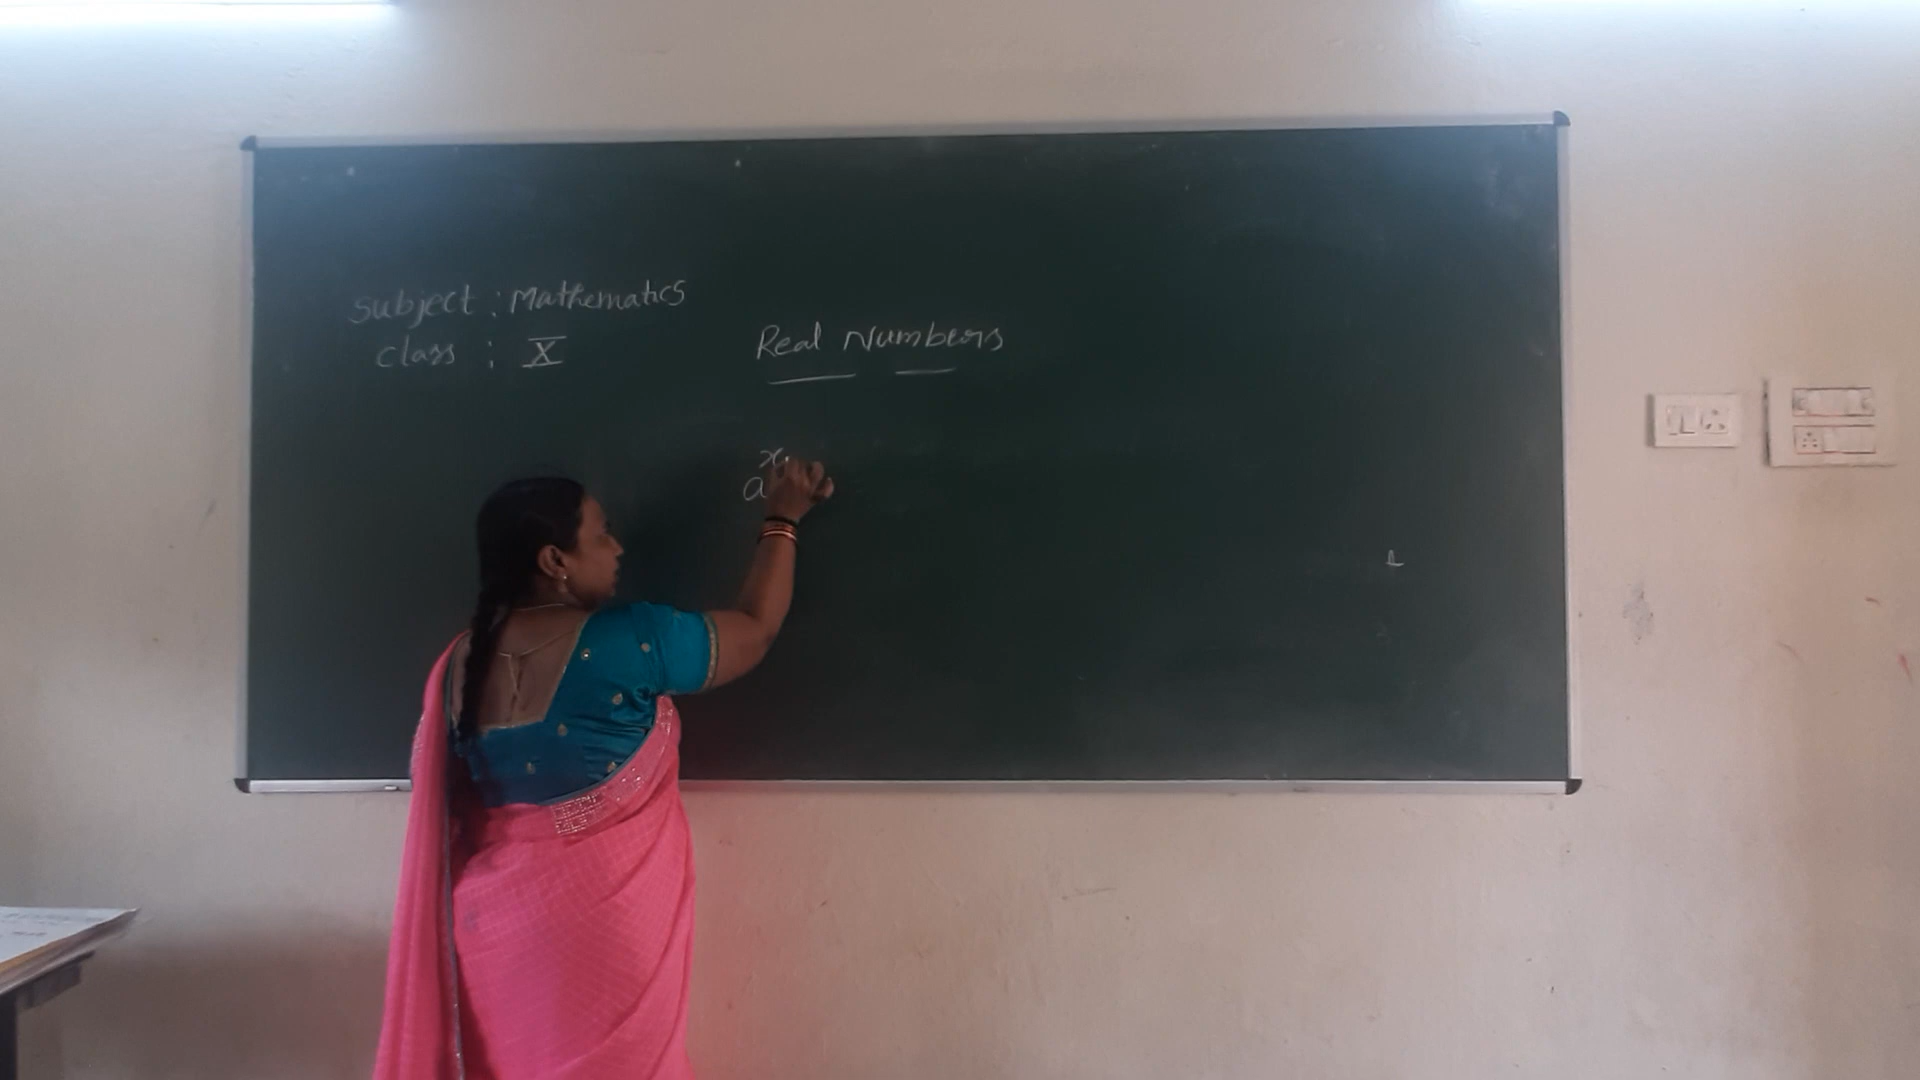 Subject : Mathematics
Class : X
Real Numbers
x
a